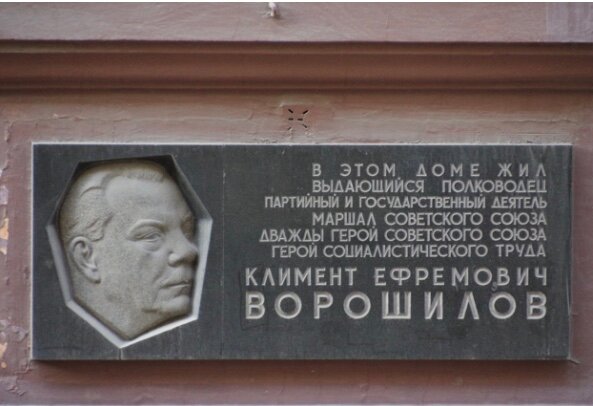 В ЭТОМ ДОМЕ ЖИЛ
ВЫДАЮЩИЙСЯ ПОЛКОВОДЕЦ
ПАРТИЙНЫЙ И ГОСУДАРСТВЕННЫЙ ДЕЯТЕЛЬ
МАРШАЛ СОВЕТСКОГО СОЮЗА
ДВАЖДЫ ГЕРОЙ СОВЕТСКОГО СОЮЗА
ГЕРОЙ СОЦИАЛИСТИЧЕСКОГО ТРУДА
КЛИМЕНТ ЕФРЕМОВИЧ
ВОРОШИЛОВ